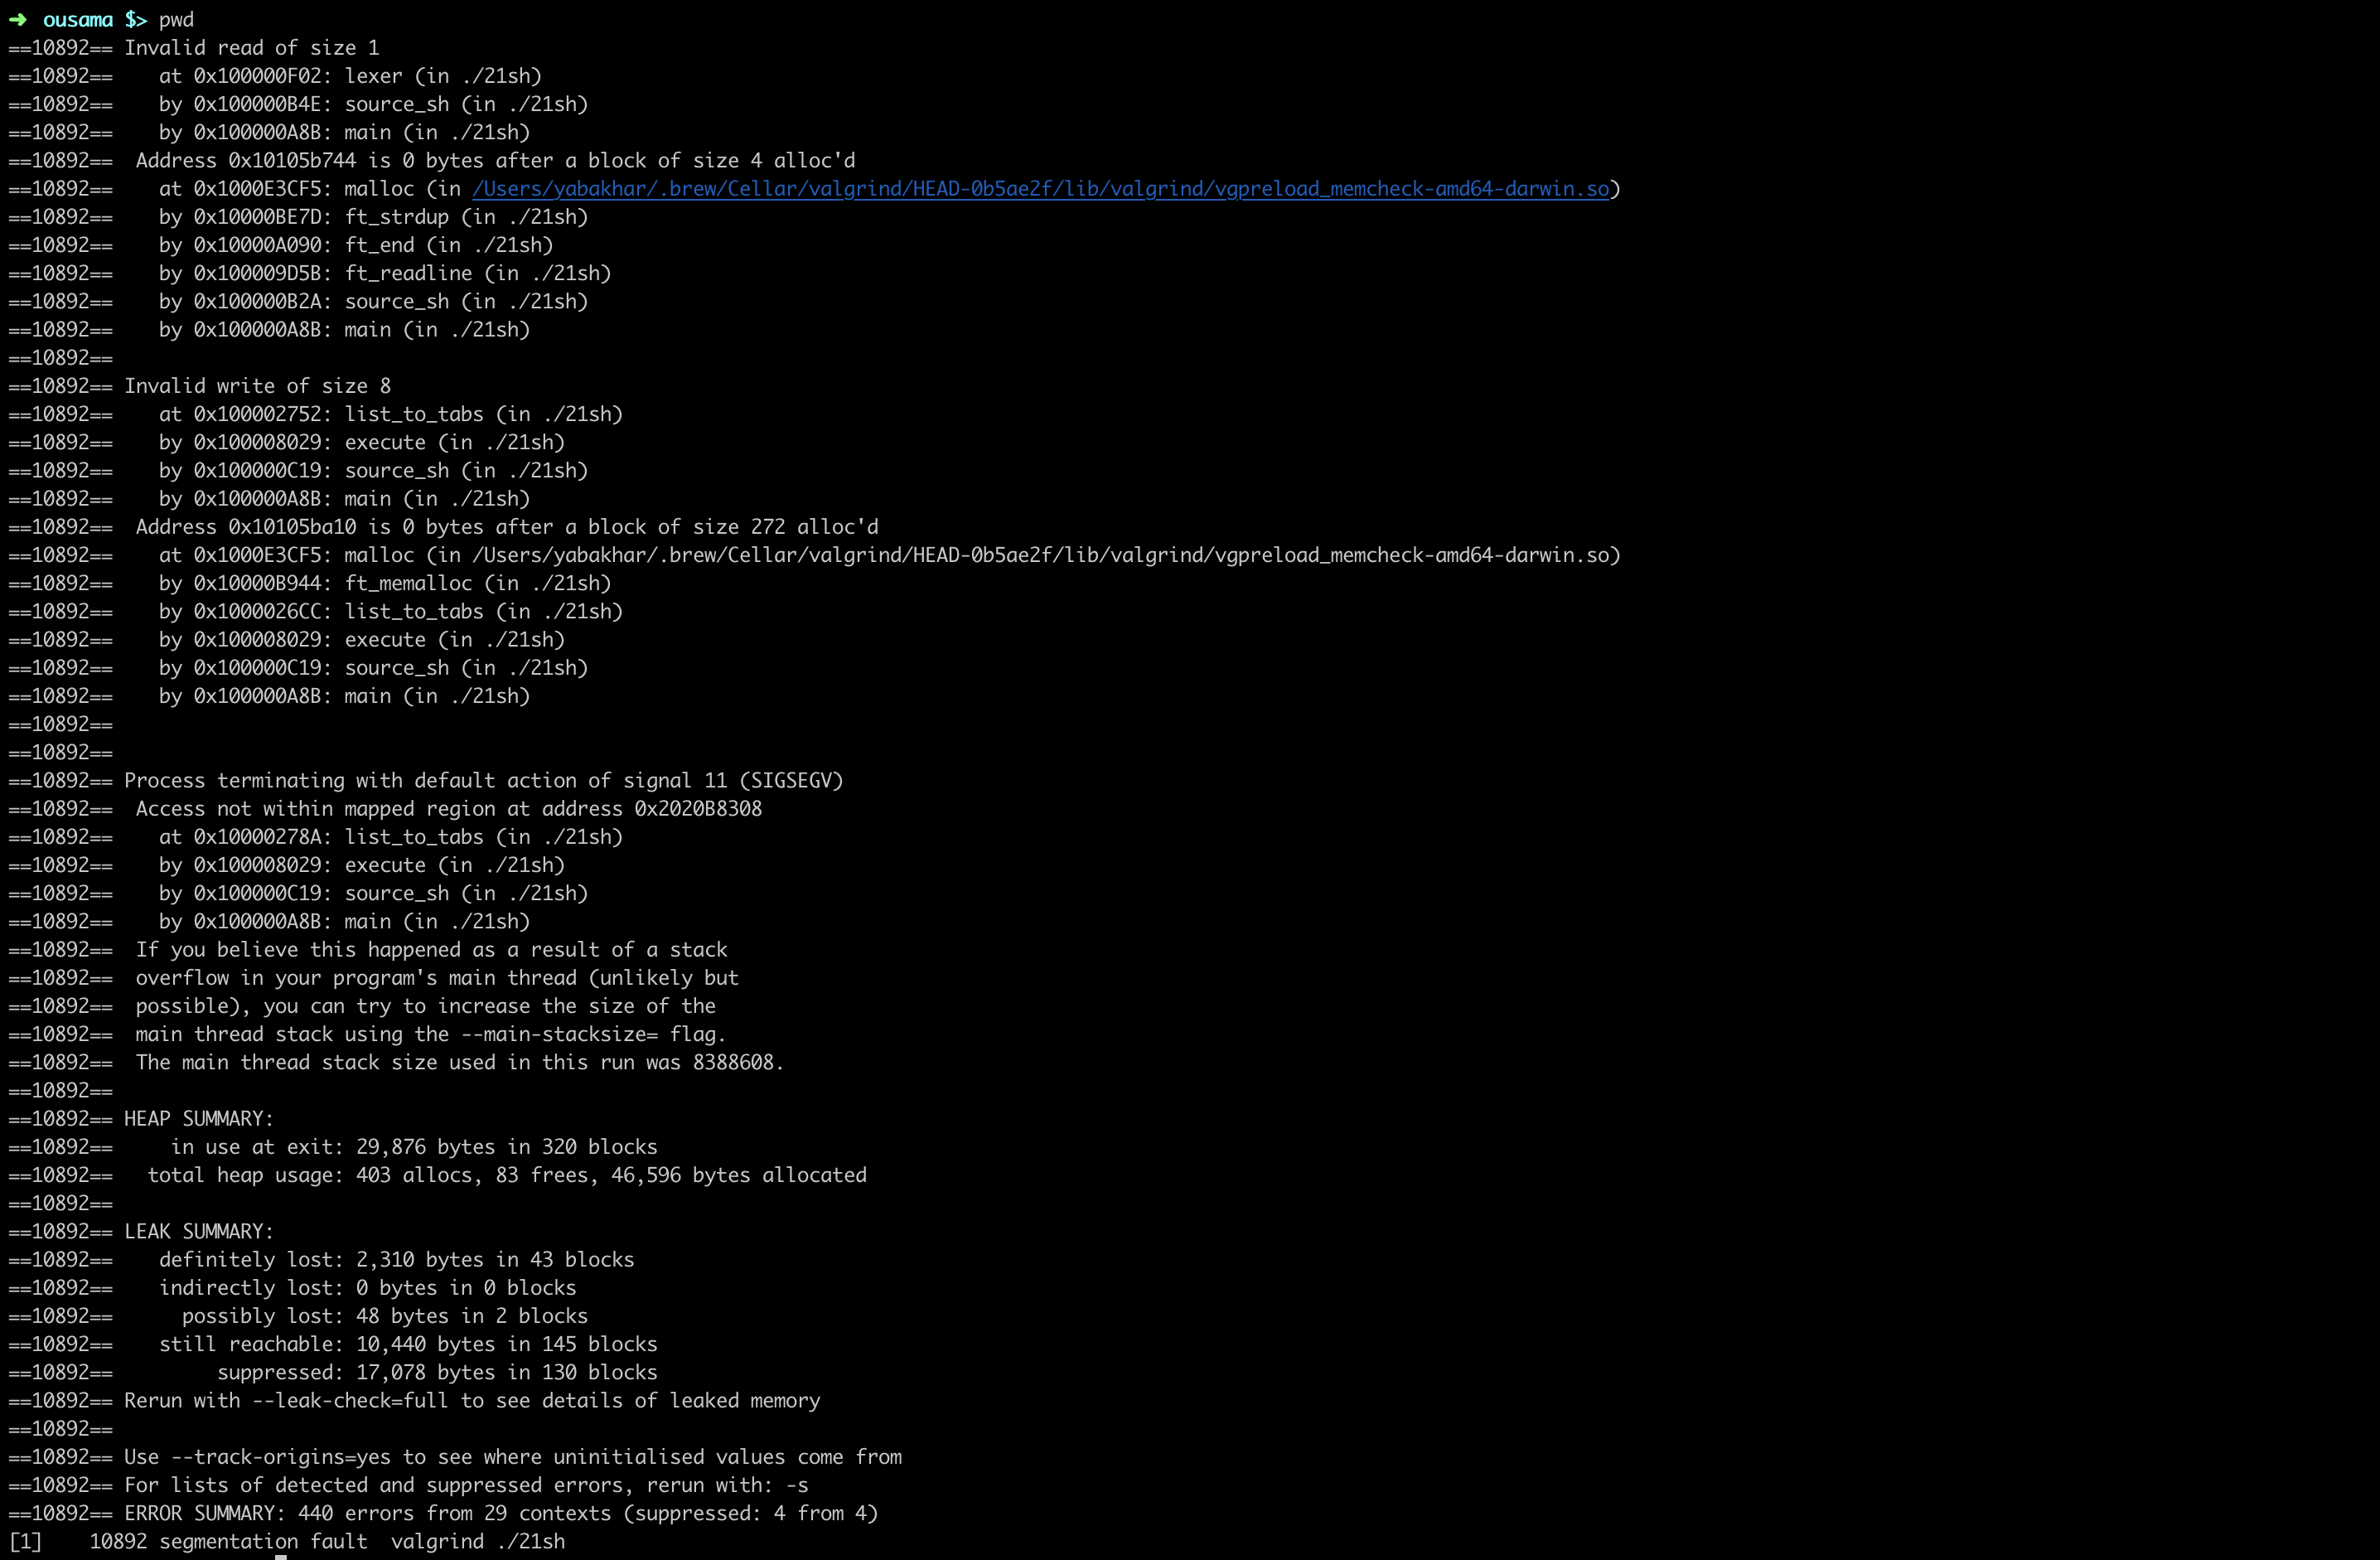 ➜ ousama $> pwd
==10892== Invalid read of size 1
==10892==    at 0x100000F02: lexer (in ./21sh)
==10892==    by 0x100000B4E: source_sh (in ./21sh)
==10892==    by 0x100000A8B: main (in ./21sh)
==10892==  Address 0x10105b744 is 0 bytes after a block of size 4 alloc'd
==10892==    at 0x1000E3CF5: malloc (in /Users/yabakhar/.brew/Cellar/valgrind/HEAD-0b5ae2f/lib/valgrind/vgpreload_memcheck-amd64-darwin.so)
==10892==    by 0x10000BE7D: ft_strdup (in ./21sh)
==10892==    by 0x10000A090: ft_end (in ./21sh)
==10892==    by 0x100009D5B: ft_readline (in ./21sh)
==10892==    by 0x100000B2A: source_sh (in ./21sh)
==10892==    by 0x100000A8B: main (in ./21sh)
==10892==
==10892== Invalid write of size 8
==10892==    at 0x100002752: list_to_tabs (in ./21sh)
==10892==    by 0x100008029: execute (in ./21sh)
==10892==    by 0x100000C19: source_sh (in ./21sh)
==10892==    by 0x100000A8B: main (in ./21sh)
==10892==  Address 0x10105ba10 is 0 bytes after a block of size 272 alloc'd
==10892==    at 0x1000E3CF5: malloc (in /Users/yabakhar/.brew/Cellar/valgrind/HEAD-0b5ae2f/lib/valgrind/vgpreload_memcheck-amd64-darwin.so)
==10892==    by 0x10000B944: ft_memalloc (in ./21sh)
==10892==    by 0x1000026CC: list_to_tabs (in ./21sh)
==10892==    by 0x100008029: execute (in ./21sh)
==10892==    by 0x100000C19: source_sh (in ./21sh)
==10892==    by 0x100000A8B: main (in ./21sh)
==10892==
==10892==
==10892== Process terminating with default action of signal 11 (SIGSEGV)
==10892==  Access not within mapped region at address 0x2020B8308
==10892==    at 0x10000278A: list_to_tabs (in ./21sh)
==10892==    by 0x100008029: execute (in ./21sh)
==10892==    by 0x100000C19: source_sh (in ./21sh)
==10892==    by 0x100000A8B: main (in ./21sh)
==10892==  If you believe this happened as a result of a stack
==10892==  overflow in your program's main thread (unlikely but
==10892==  possible), you can try to increase the size of the
==10892==  main thread stack using the --main-stacksize= flag.
==10892==  The main thread stack size used in this run was 8388608.
==10892==
==10892== HEAP SUMMARY:
==10892==     in use at exit: 29,876 bytes in 320 blocks
==10892==   total heap usage: 403 allocs, 83 frees, 46,596 bytes allocated
==10892==
==10892== LEAK SUMMARY:
==10892==    definitely lost: 2,310 bytes in 43 blocks
==10892==    indirectly lost: 0 bytes in 0 blocks
==10892==      possibly lost: 48 bytes in 2 blocks
==10892==    still reachable: 10,440 bytes in 145 blocks
==10892==         suppressed: 17,078 bytes in 130 blocks
==10892== Rerun with --leak-check=full to see details of leaked memory
==10892==
==10892== Use --track-origins=yes to see where uninitialised values come from
==10892== For lists of detected and suppressed errors, rerun with: -s
==10892== ERROR SUMMARY: 440 errors from 29 contexts (suppressed: 4 from 4)
[1]    10892 segmentation fault  valgrind ./21sh